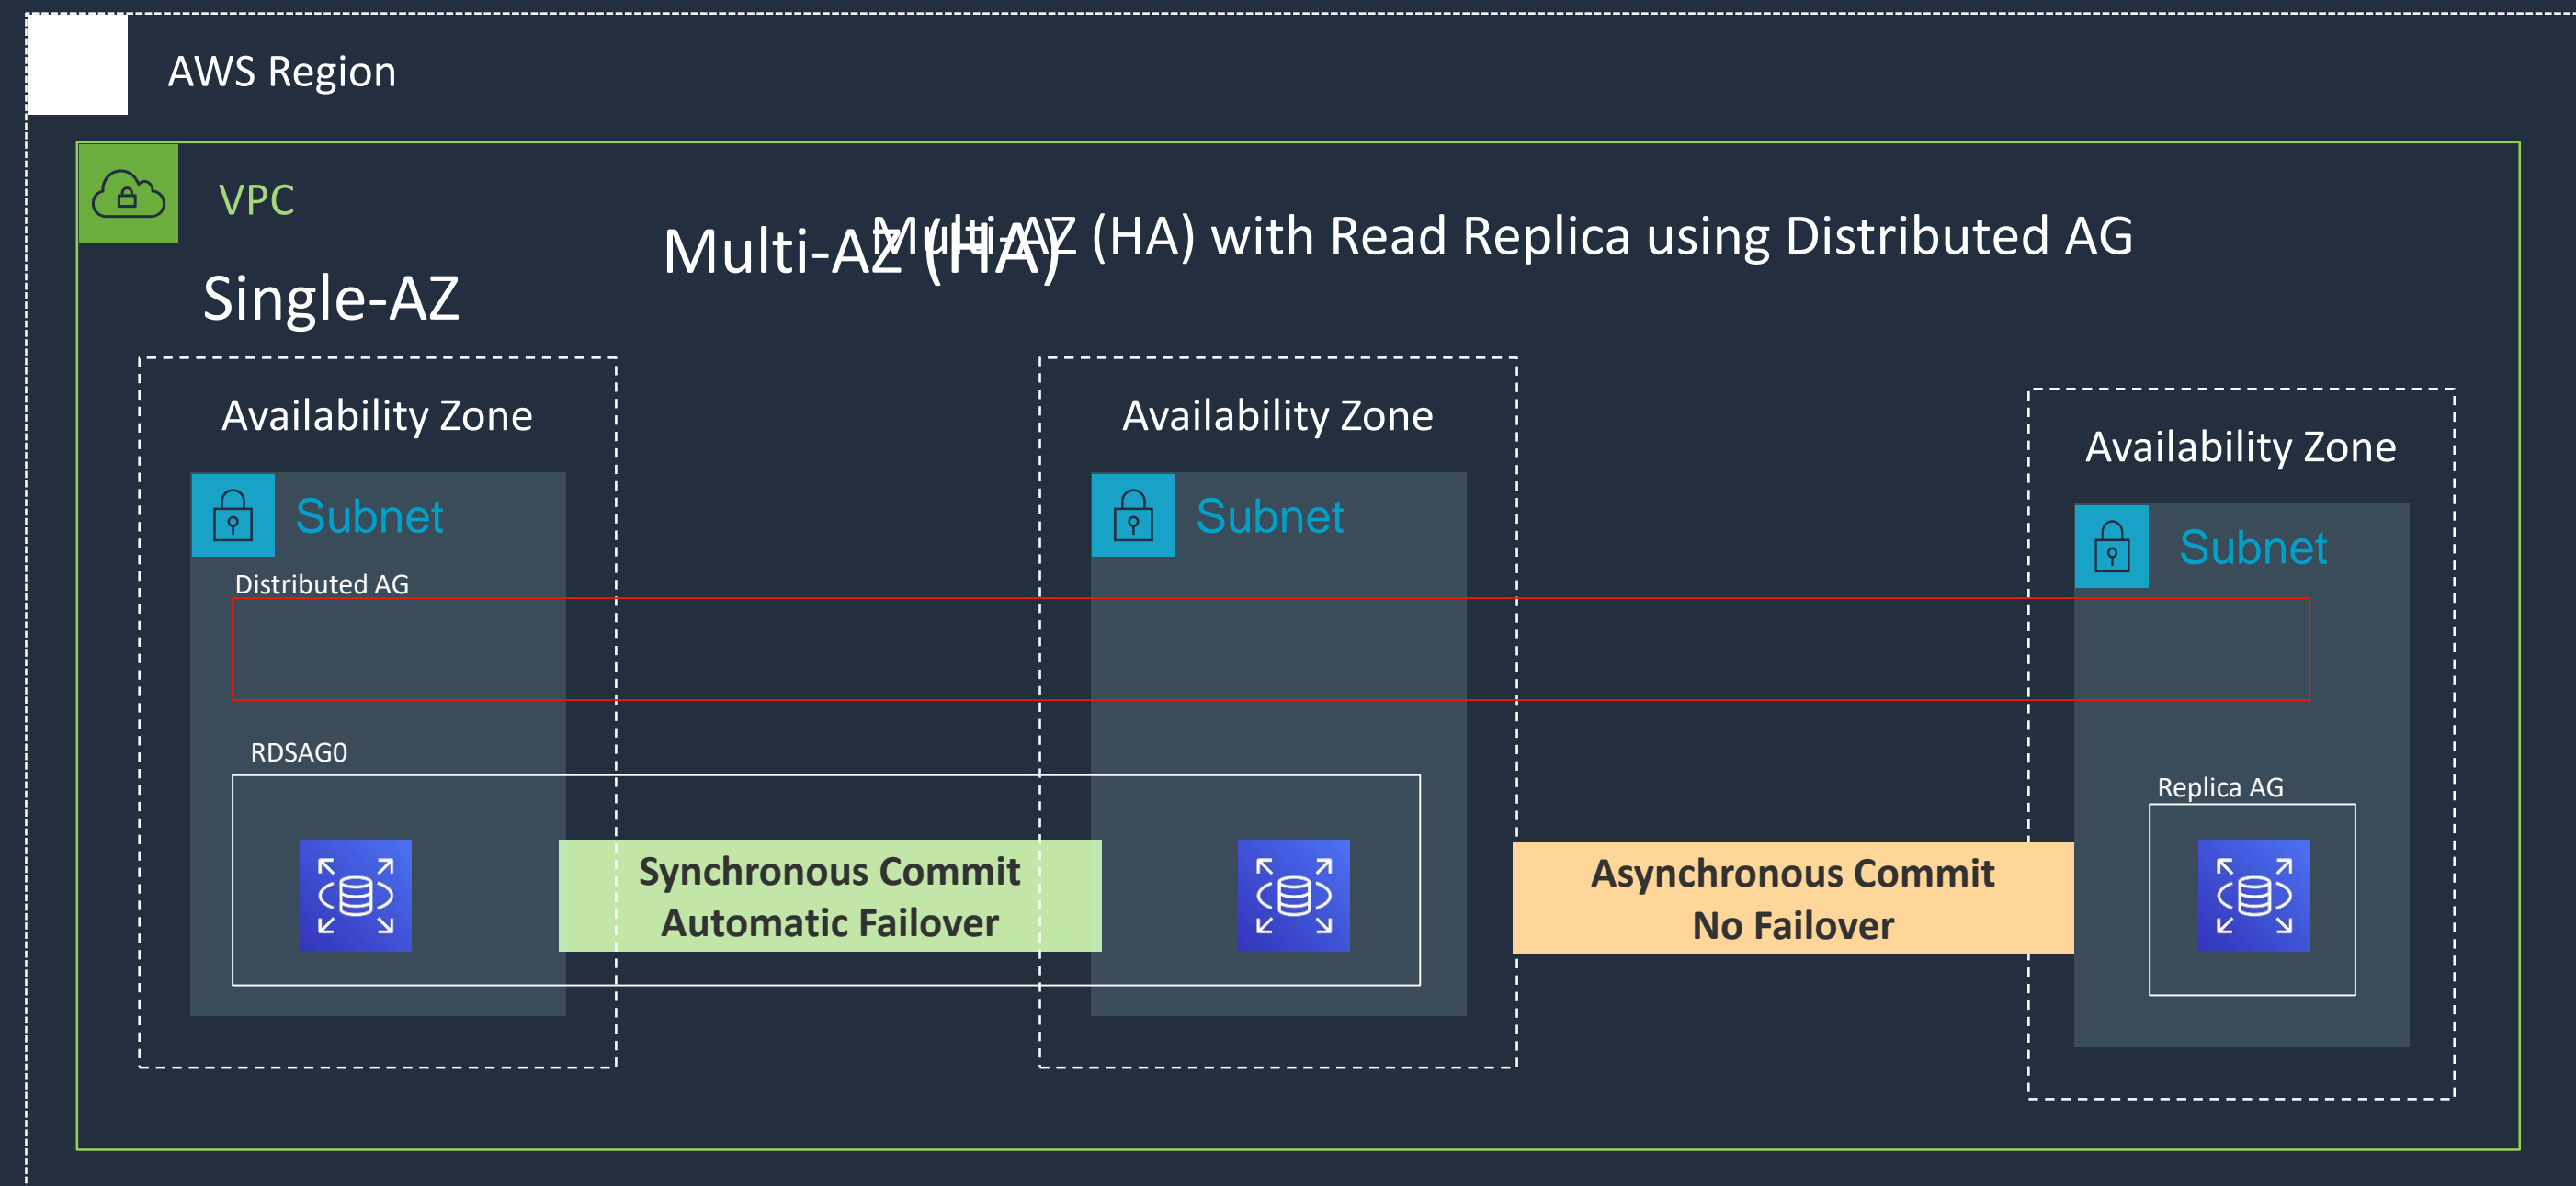 AWS Region
VPC
Multi-AZ (HA)
Multi-AZ (HA) with Read Replica using Distributed AG
Single-AZ
Availability Zone
Availability Zone
Availability Zone
Subnet
Subnet
Subnet
Distributed AG
RDSAG0
Replica AG
Synchronous Commit
Automatic Failover
Asynchronous Commit
No Failover